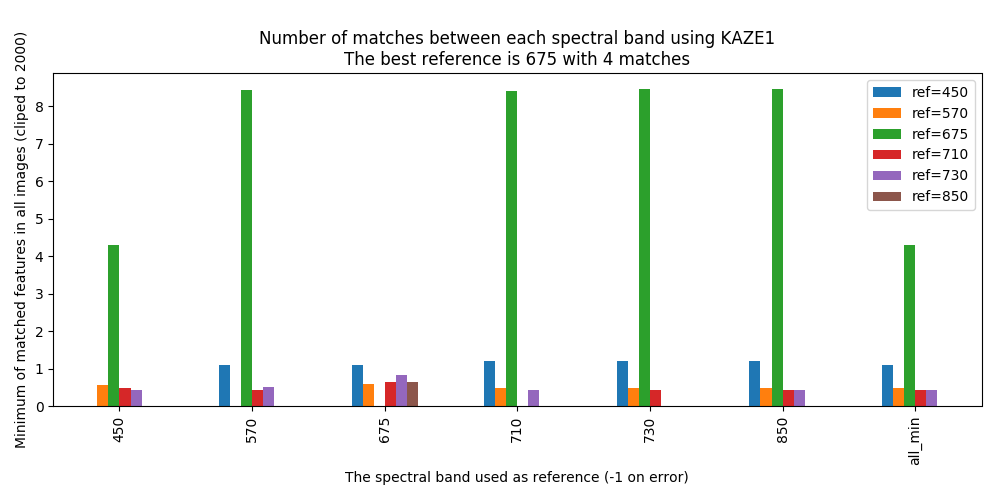 Number of matches between each spectral band using KAZE1
The best reference is 675 with 4 matches
Minimum of matched features in all images (cliped to 2000)
8
7
6
5
4
3
2
1
0
ref=450
ref=570
ref=675
ref=710
ref=730
ref=850
450
570
675
710
730
850
all_min
The spectral band used as reference (-1 on error)